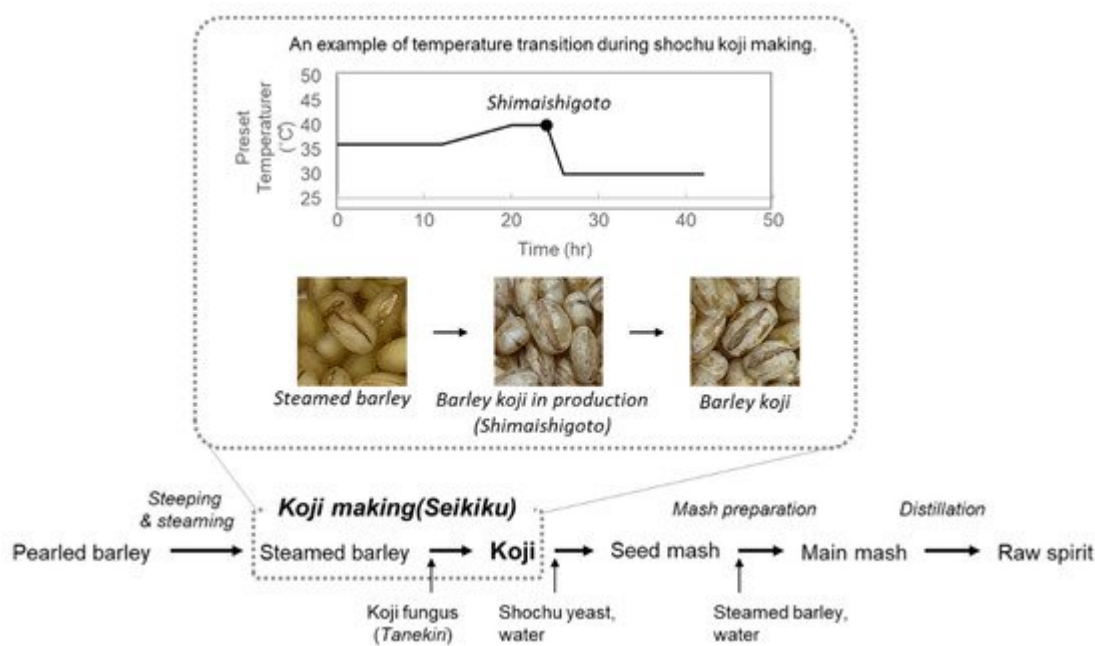 An example of temperature transition during shochu koji making.
Preset
Temperaturer
(℃)
50
45
40
35
30
25
Shimaishigoto
0
10
20
30
40
50
Time (hr)
Steamed barley
Barley koji in production
(Shimaishigoto)
Barley koji
Steeping
& steaming
Koji making(Seikiku)
Mash preparation
Distillation
Pearled barley
Steamed barley
Koji
Seed mash
Main mash
Raw spirit
Koji fungus
(Tanekin)
Shochu yeast,
water
Steamed barley,
water